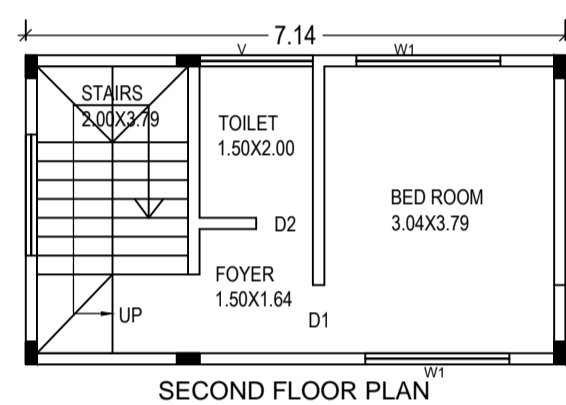 7.14
V
W1
STAIRS
2.00X3.79
TOILET
1.50X2.00
BED ROOM
3.04X3.79
D2
FOYER
1.50X1.64
UP
D1
W1
SECOND FLOOR PLAN